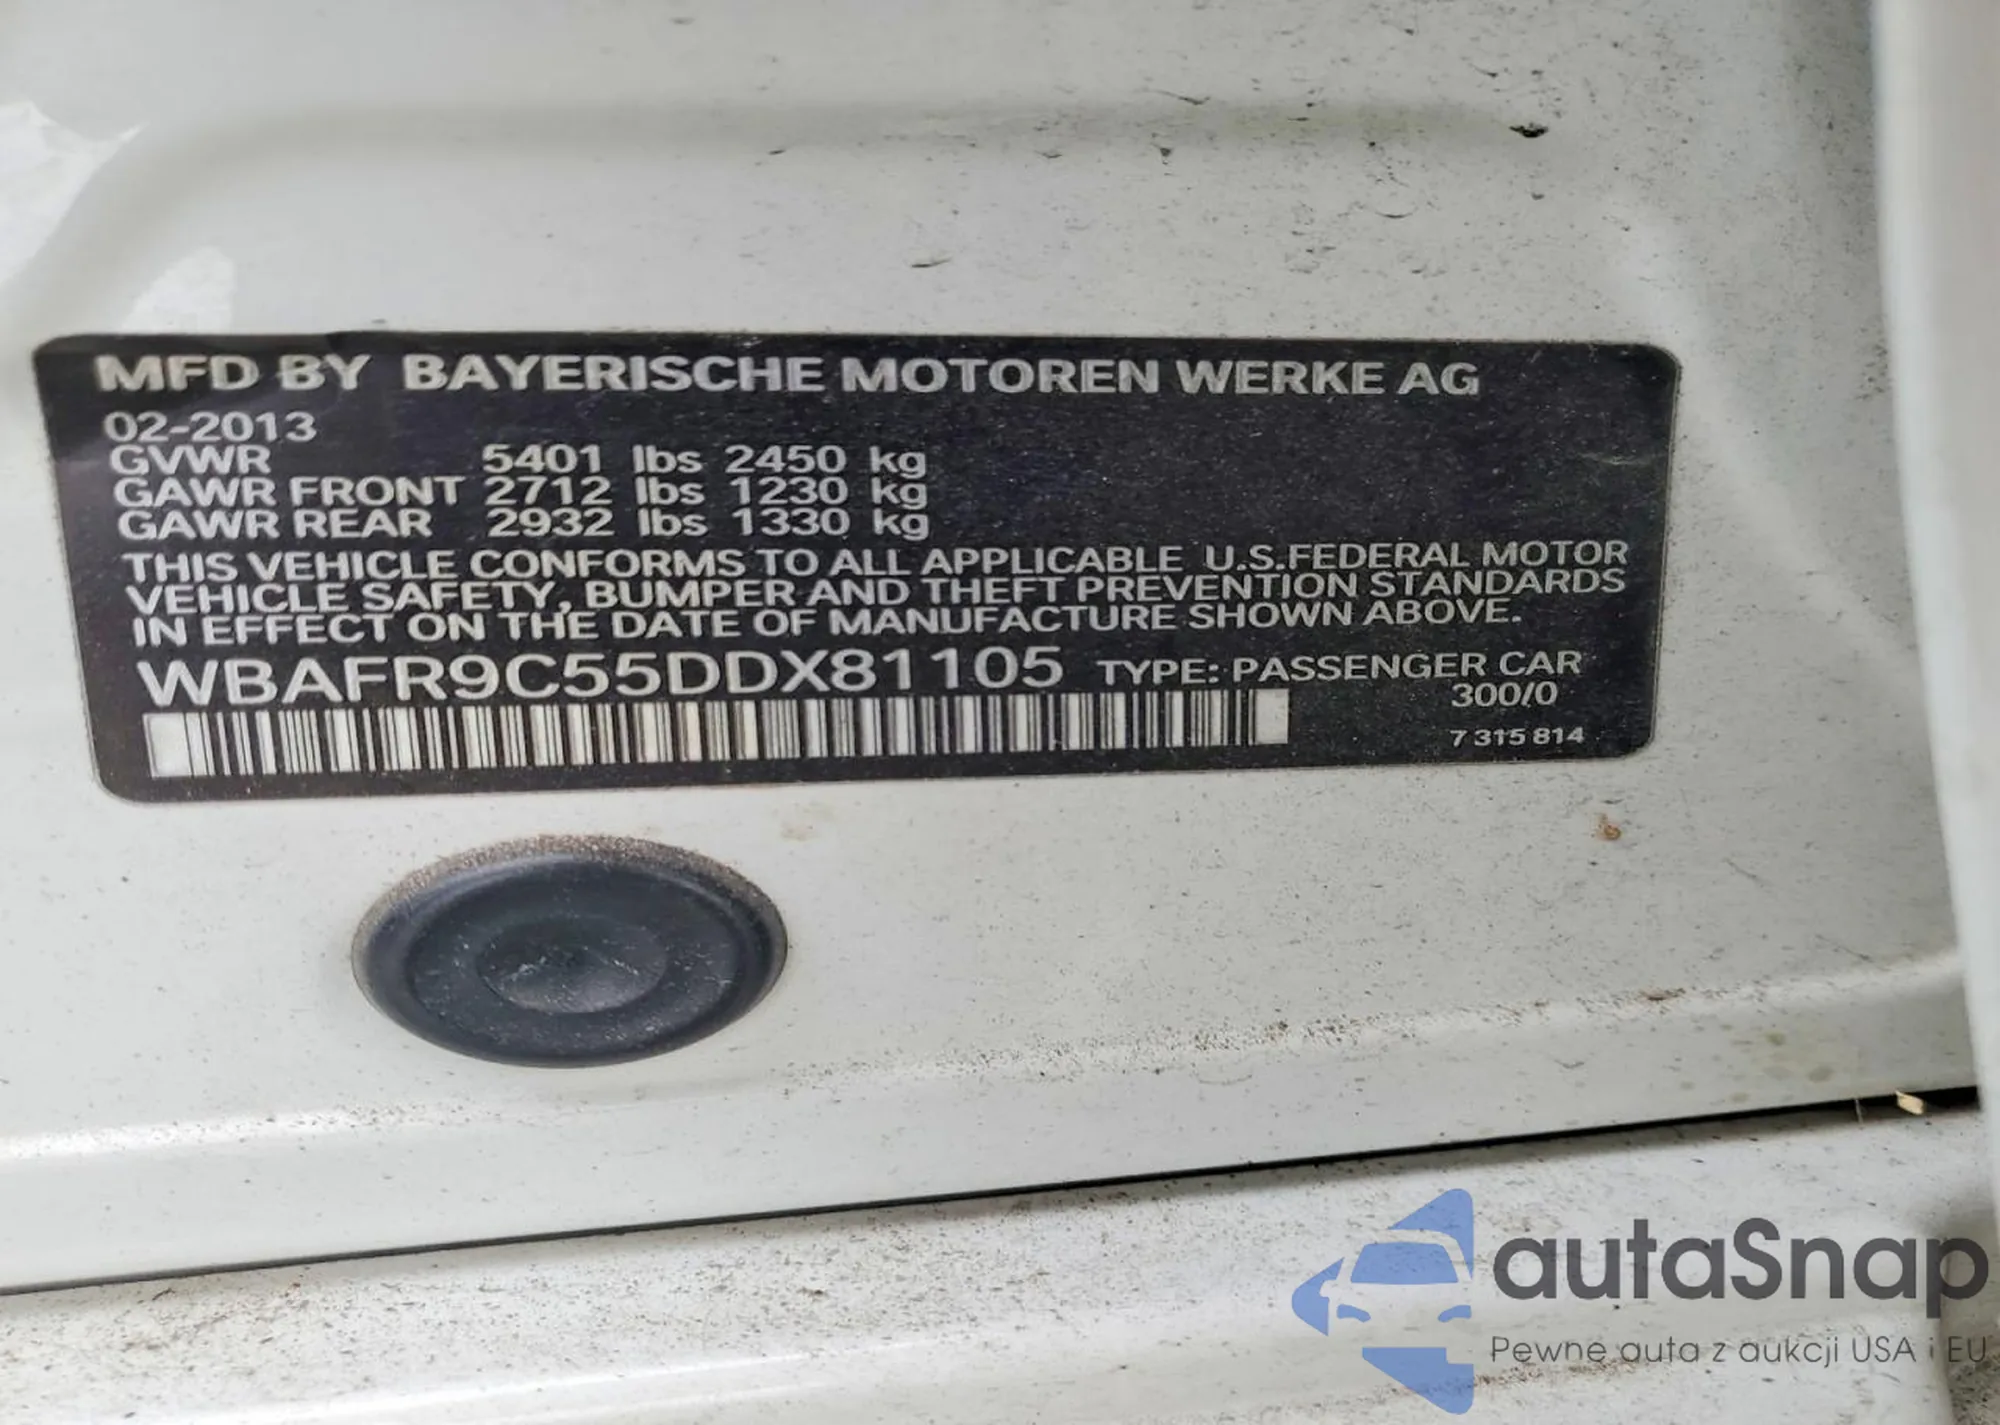 MFD BY BAYERISCHE MOTOREN WERKE AG
02-2013
GVWR 5401 lbs 2450 kg
GAWR FRONT 2712 lbs 1230 kg
GAWR REAR 2932 lbs 1330 kg
THIS VEHICLE CONFORMS TO ALL APPLICABLE U.S.FEDERAL MOTOR
VEHICLE SAFETY, BUMPER AND THEFT PREVENTION STANDARDS
IN EFFECT ON THE DATE OF MANUFACTURE SHOWN ABOVE.
WBAFR9C55DDX81105 TYPE: PASSENGER CAR
300/0
7 315 814
autaSnap
Pewne auta z aukcji USA i EU